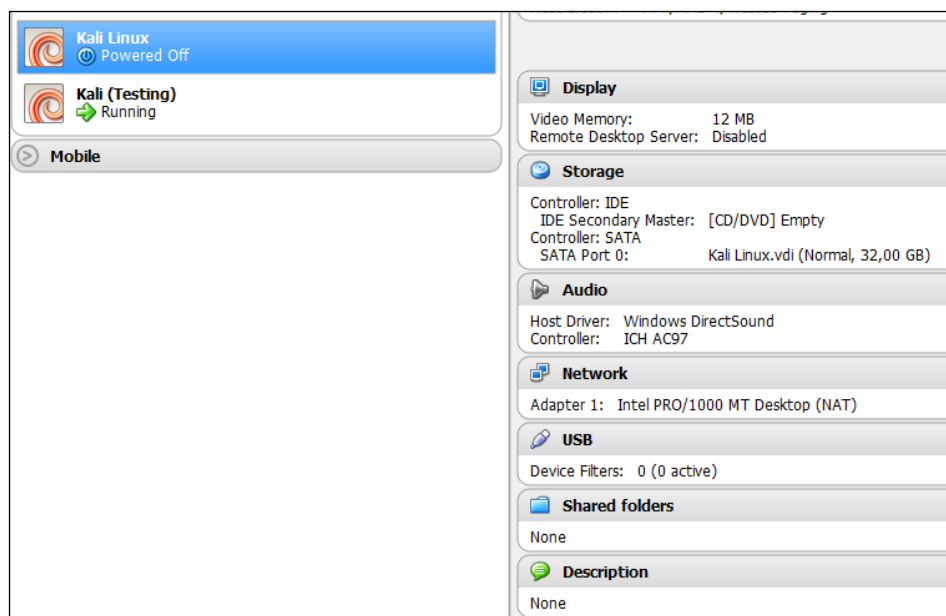 Kali Linux
Powered Off
Kali (Testing)
Running
Mobile
Display
Video Memory: 12 MB
Remote Desktop Server: Disabled
Storage
Controller: IDE
IDE Secondary Master: [CD/DVD] Empty
Controller: SATA
SATA Port 0: Kali Linux.vdi (Normal, 32,00 GB)
Audio
Host Driver: Windows DirectSound
Controller: ICH AC97
Network
Adapter 1: Intel PRO/1000 MT Desktop (NAT)
USB
Device Filters: 0 (0 active)
Shared folders
None
Description
None